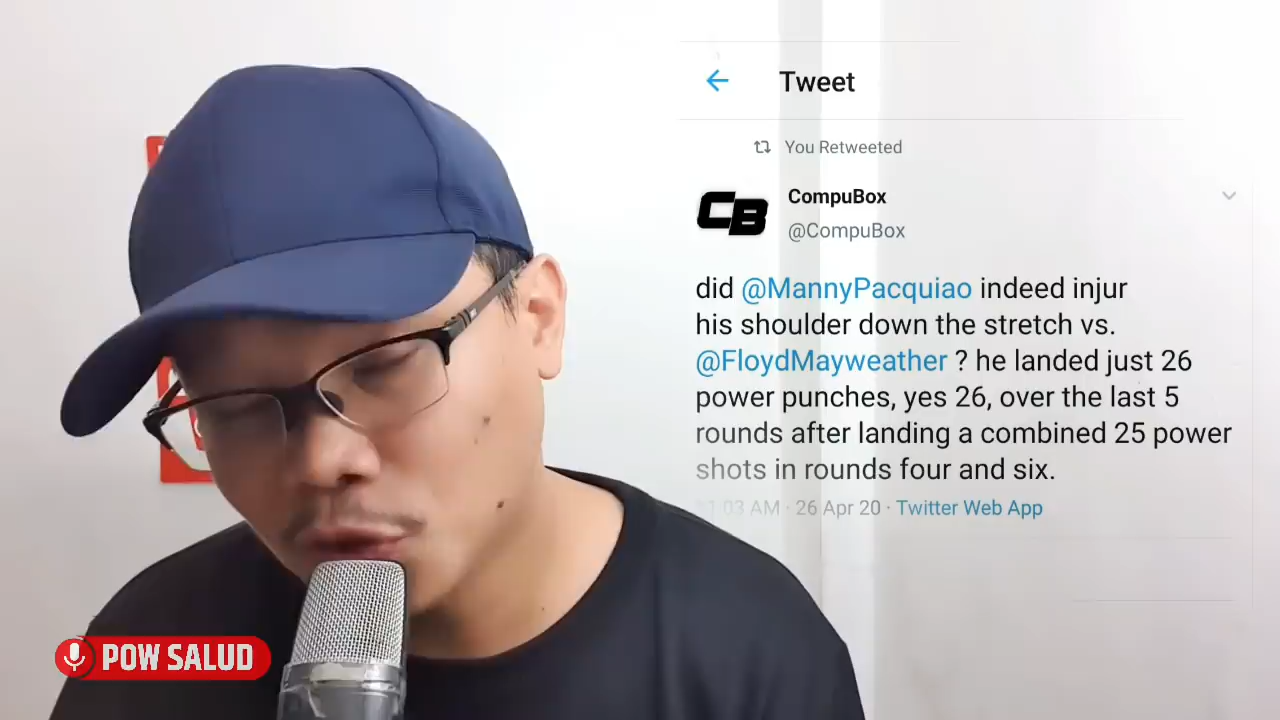 Tweet
You Retweeted
CB
CompuBox
@CompuBox
did @MannyPacquiao indeed injur
his shoulder down the stretch vs.
@FloydMayweather ? he landed just 26
power punches, yes 26, over the last 5
rounds after landing a combined 25 power
shots in rounds four and six.
AM · 26 Apr 20 · Twitter Web App
POW SALUD